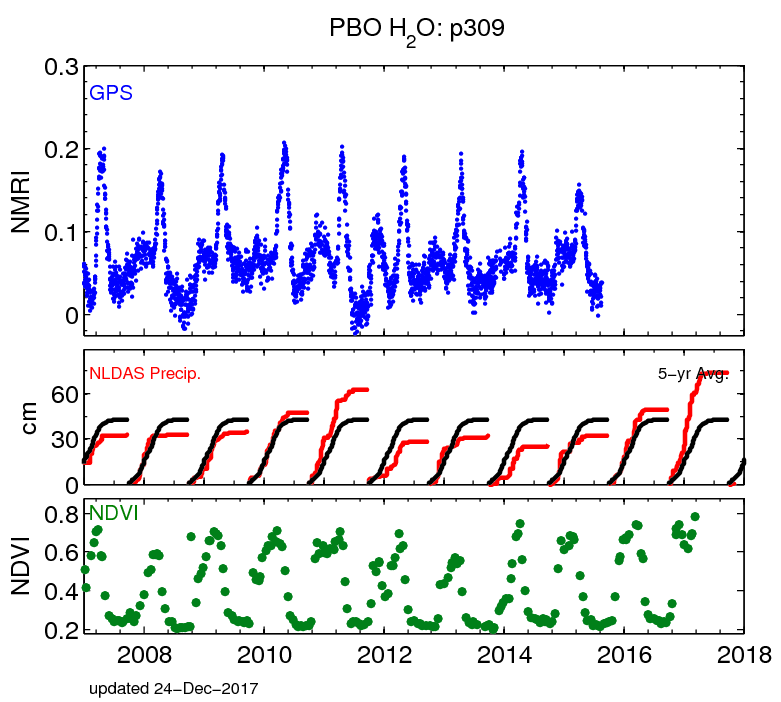 PBO H2O: p309
0.3
GPS
0.2
NMRI
0.1
0
NLDAS Precip.
5−yr Avg.
60
cm
30
0
NDVI
0.8
0.6
NDVI
0.4
0.2
2008 2010 2012 2014 2016 2018
updated 24−Dec−2017